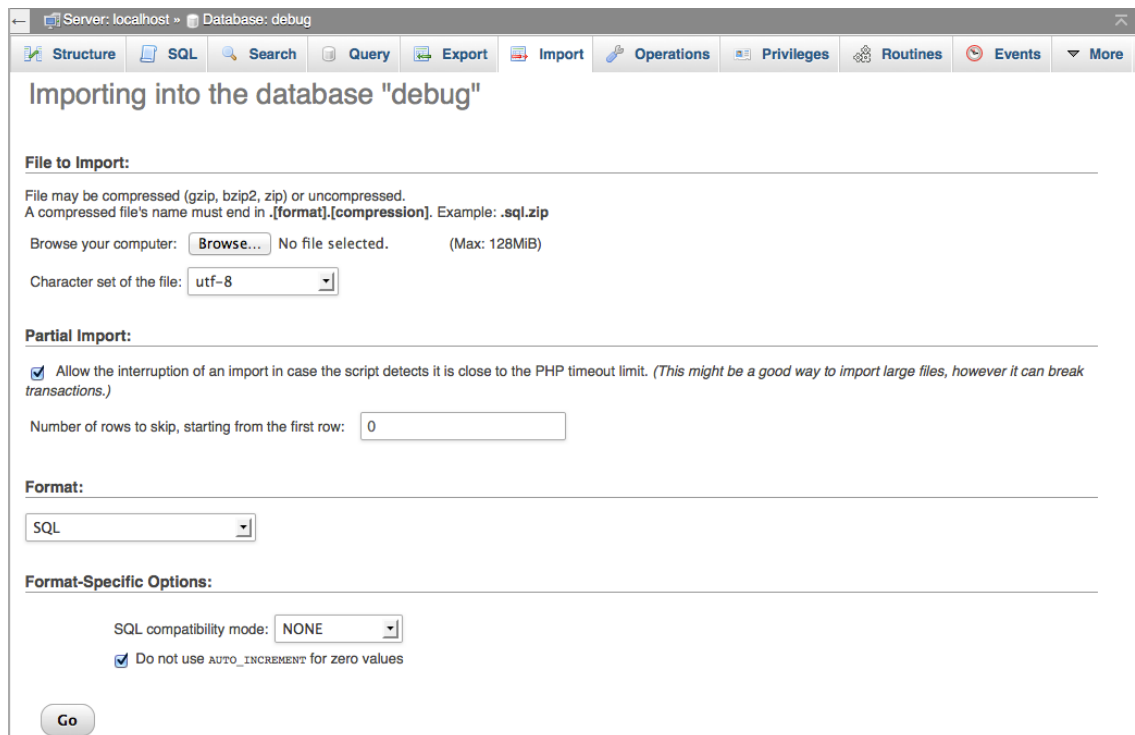 Server: localhost » Database: debug
Structure SQL Search Query Export Import Operations Privileges Routines Events More
Importing into the database "debug"
File to Import:
File may be compressed (gzip, bzip2, zip) or uncompressed.
A compressed file's name must end in .[format].[compression]. Example: .sql.zip
Browse your computer: Browse... No file selected. (Max: 128MiB)
Character set of the file: utf-8
Partial Import:
Allow the interruption of an import in case the script detects it is close to the PHP timeout limit. (This might be a good way to import large files, however it can break
transactions.)
Number of rows to skip, starting from the first row: 0
Format:
SQL
Format-Specific Options:
SQL compatibility mode: NONE
Do not use AUTO_INCREMENT for zero values
Go